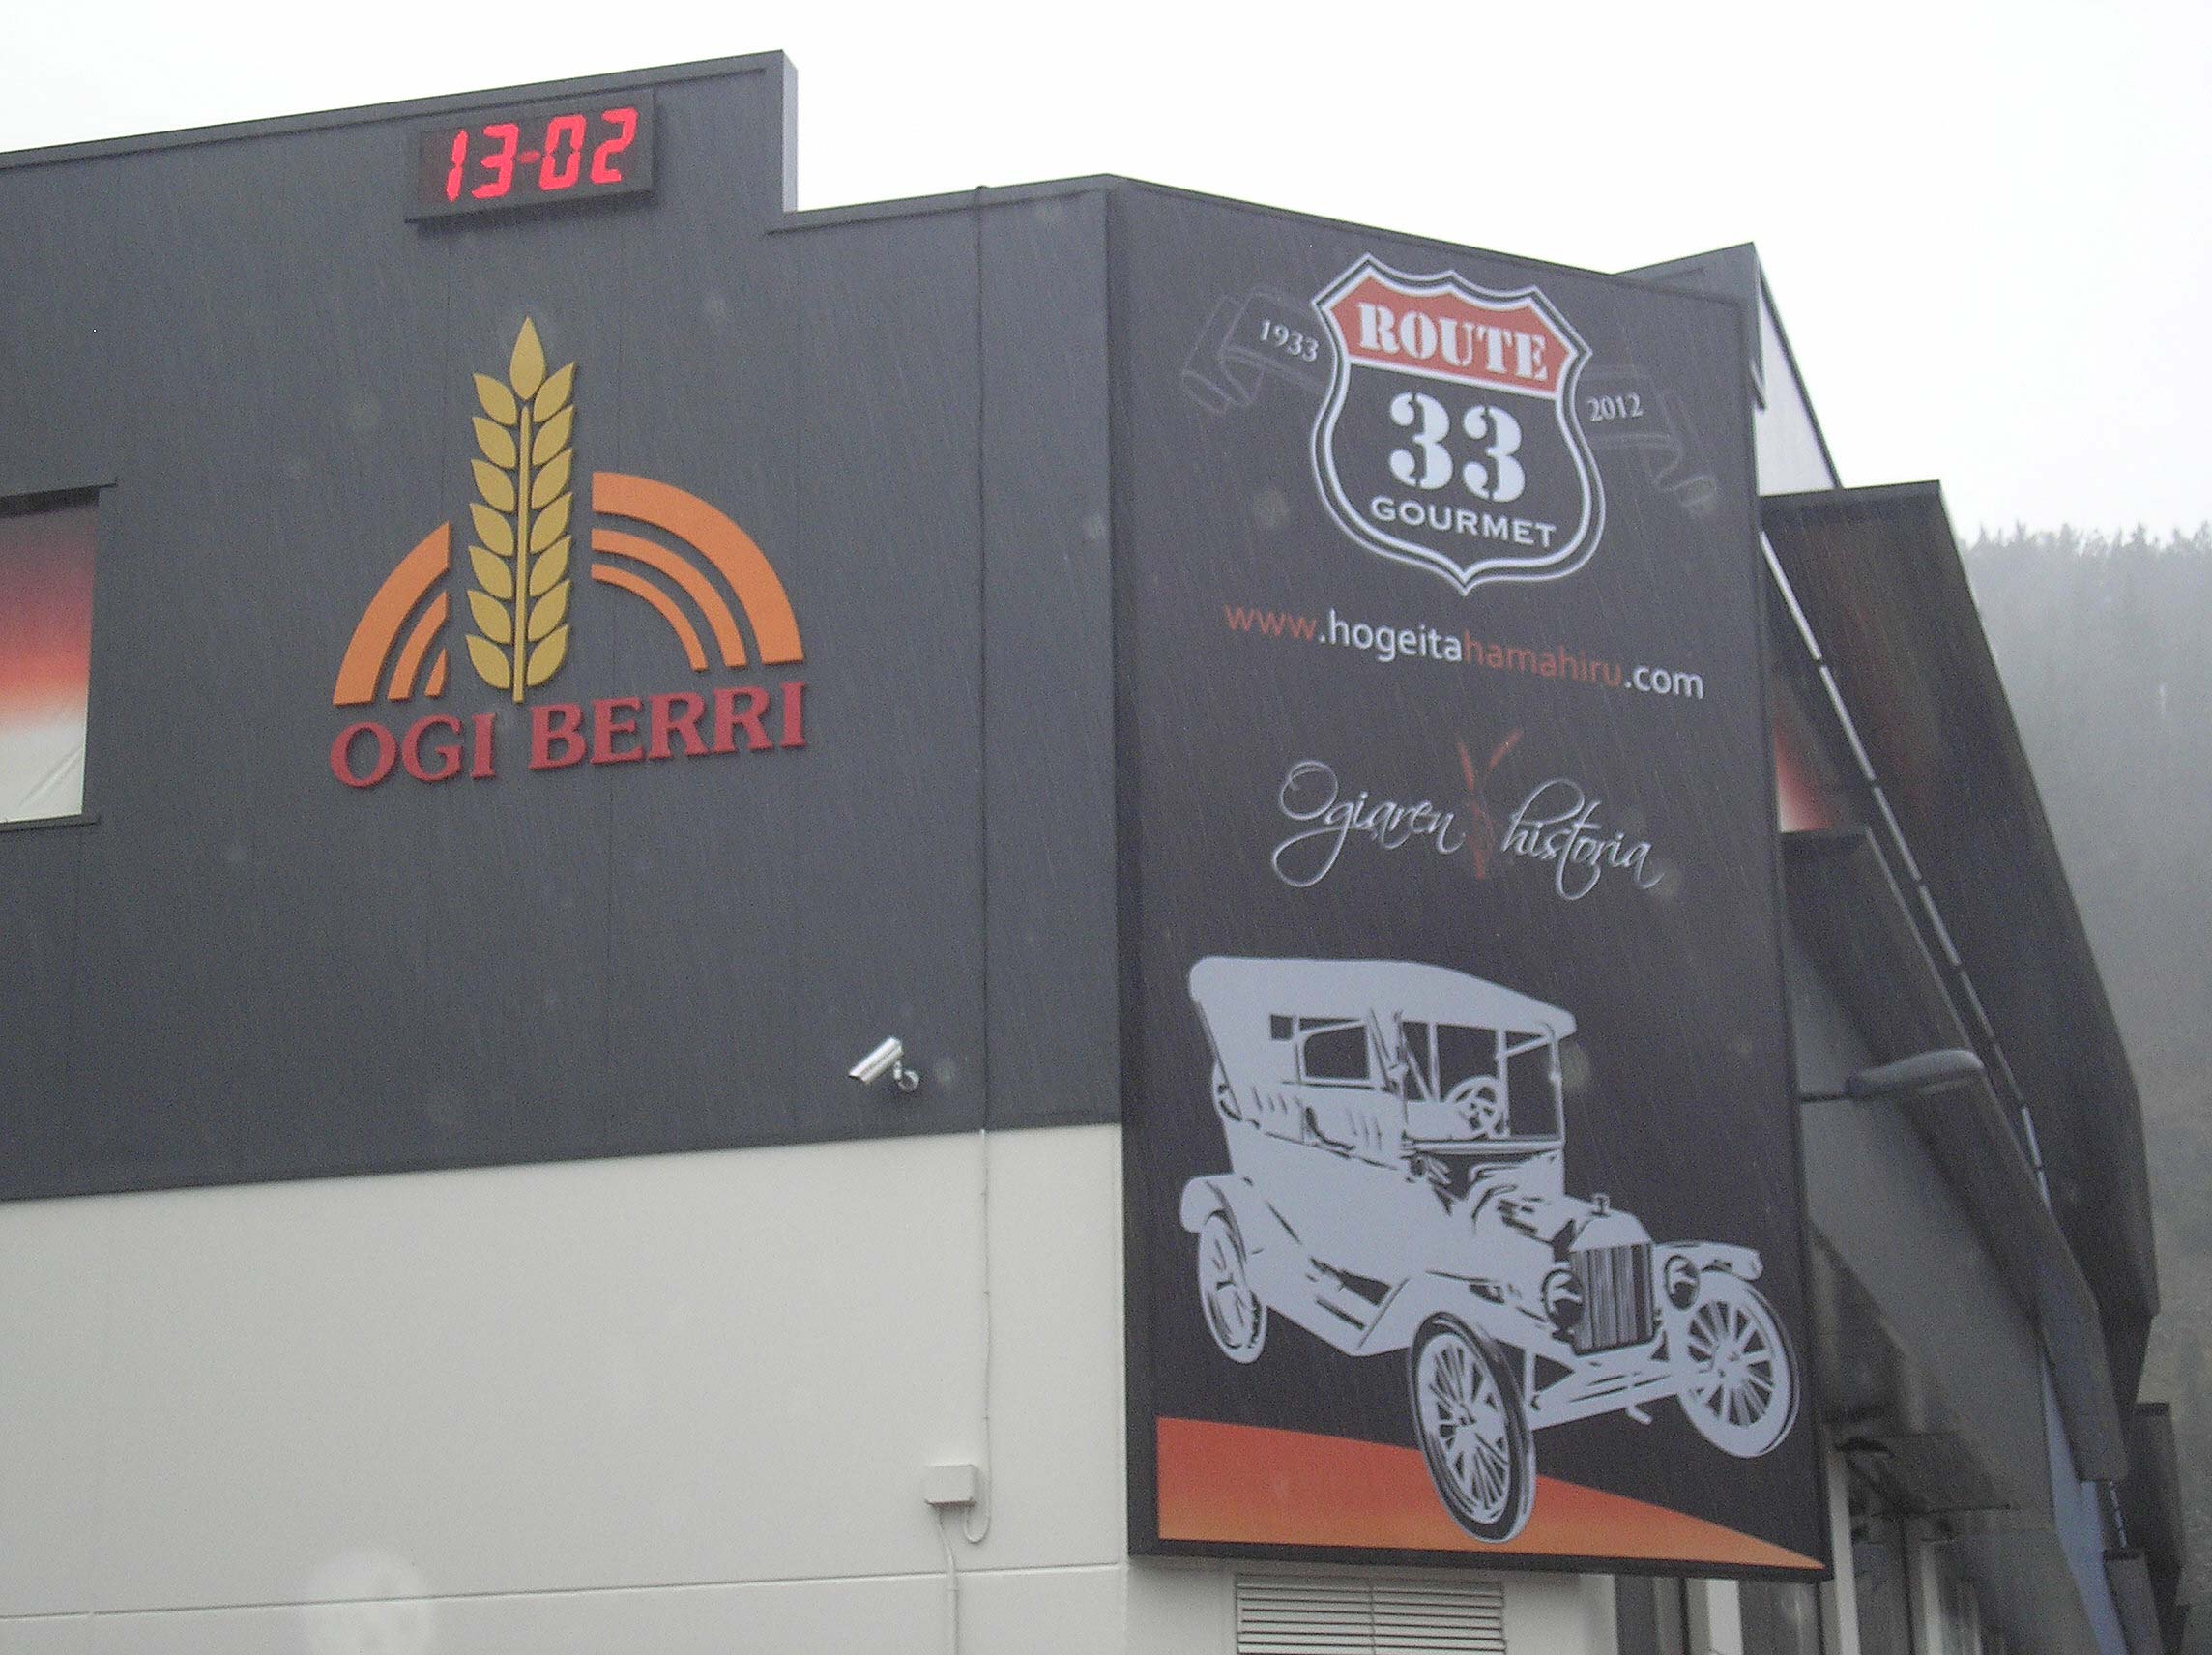 13-02
OGI BERRI
1933
ROUTE
33
GOURMET
2012
www.hogeitahamahiru.com
Ogiaren historia